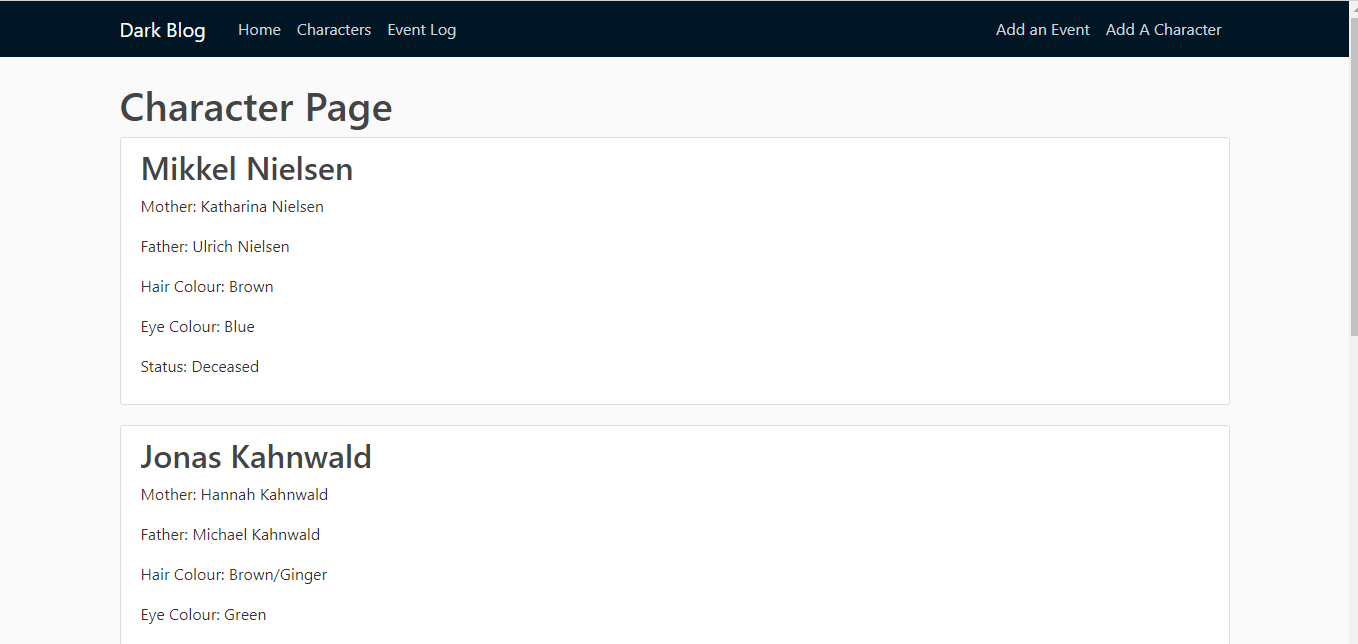 Dark Blog Home Characters Event Log Add an Event Add A Character
Character Page
Mikkel Nielsen
Mother: Katharina Nielsen
Father: Ulrich Nielsen
Hair Colour: Brown
Eye Colour: Blue
Status: Deceased
Jonas Kahnwald
Mother: Hannah Kahnwald
Father: Michael Kahnwald
Hair Colour: Brown/Ginger
Eye Colour: Green